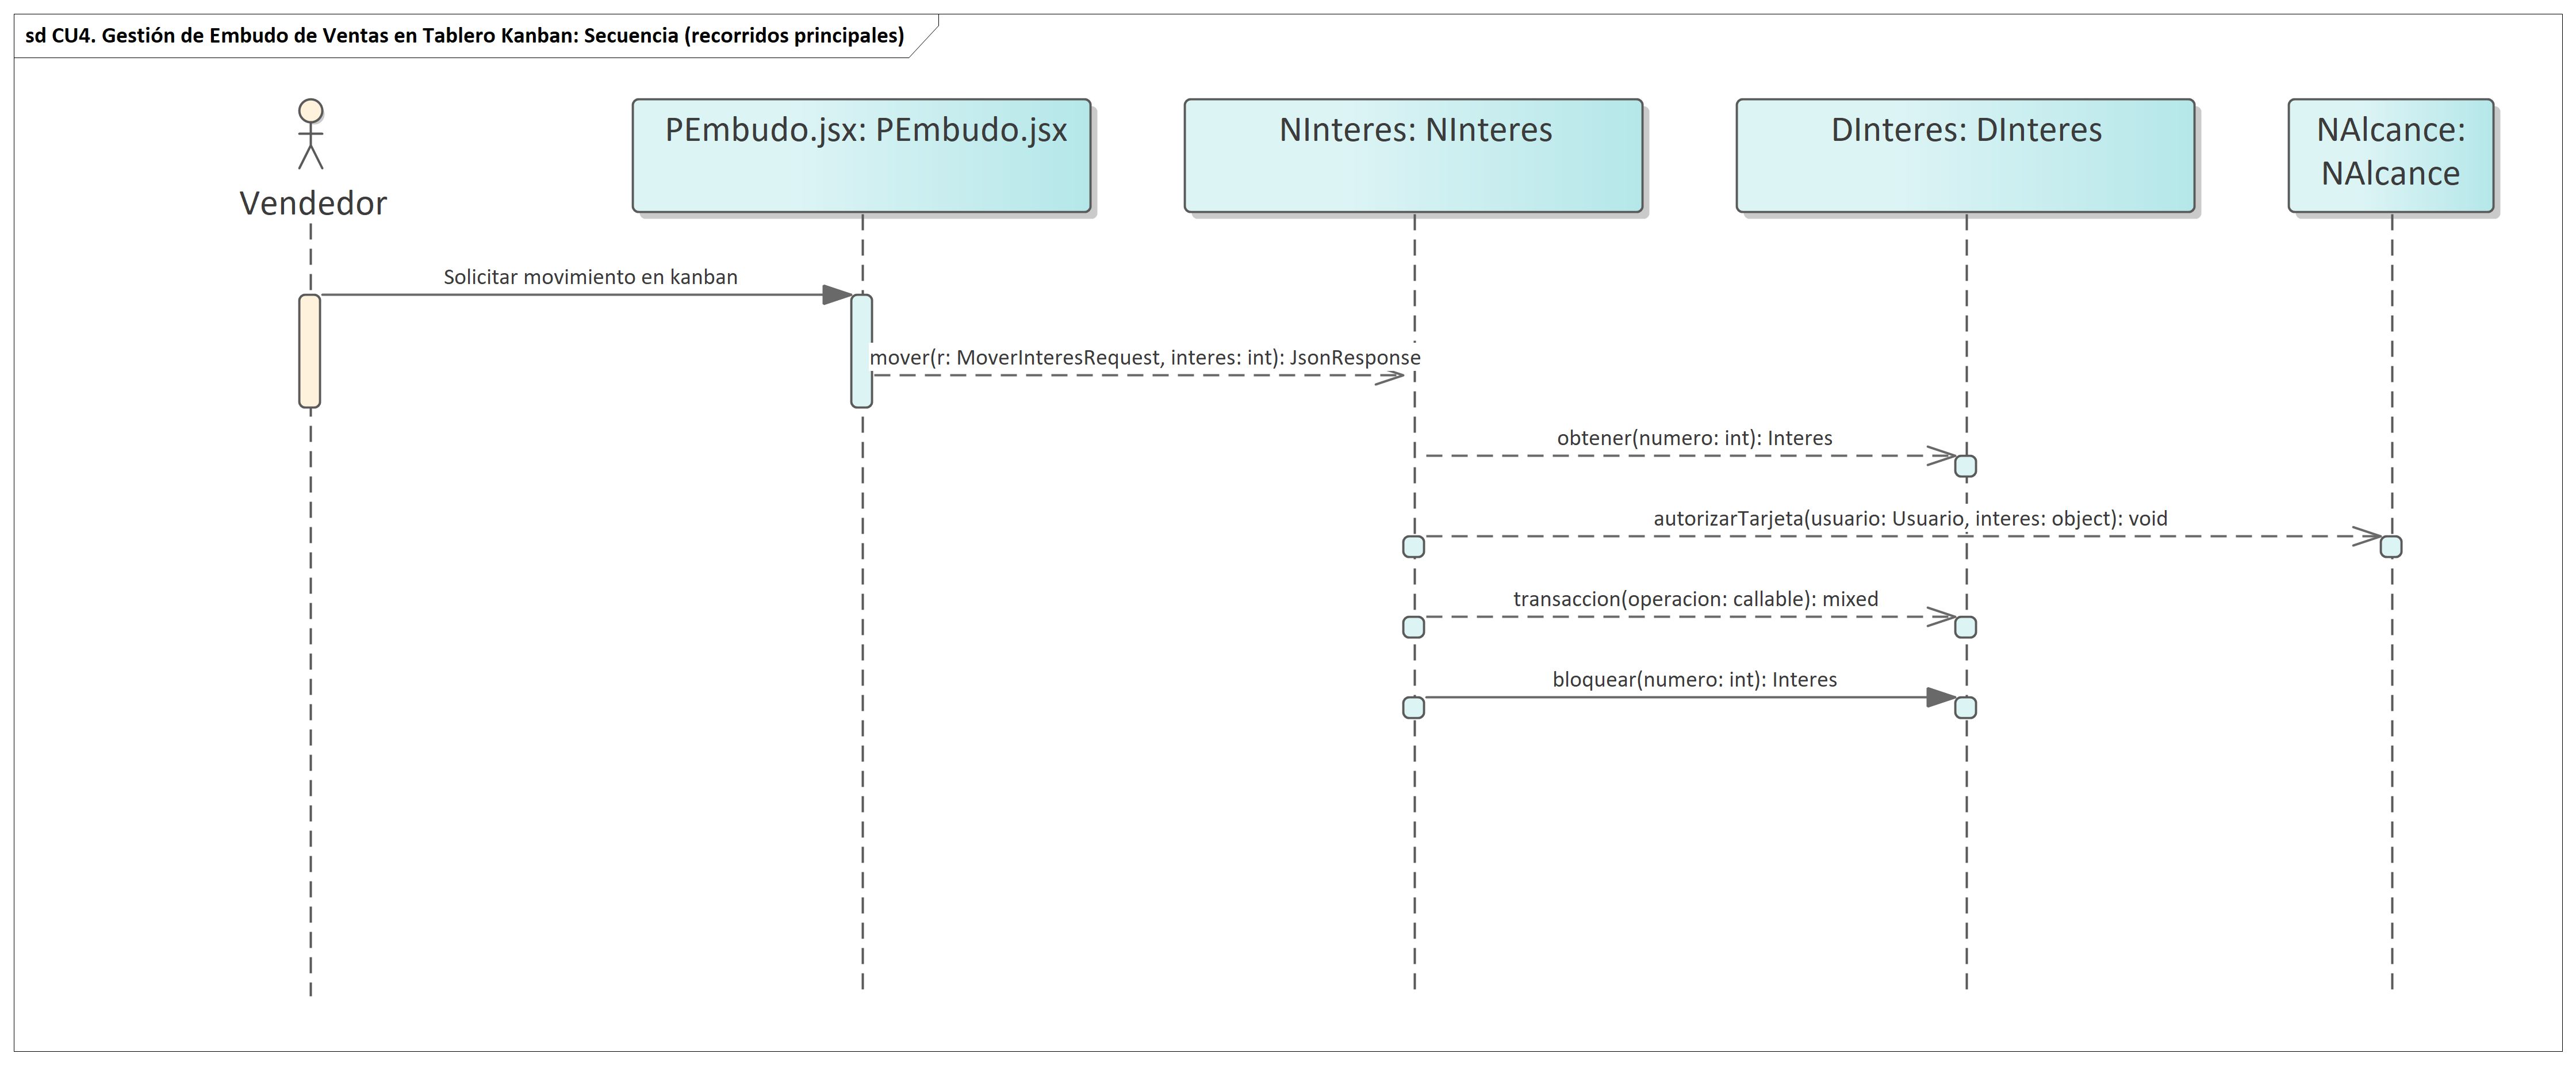 sd CU4. Gestión de Embudo de Ventas en Tablero Kanban: Secuencia (recorridos principales)
Vendedor
PEmbudo.jsx: PEmbudo.jsx
NInteres: NInteres
DInteres: DInteres
NAlcance:
NAlcance
Solicitar movimiento en kanban
mover(r: MoverInteresRequest, interes: int): JsonResponse
obtener(numero: int): Interes
autorizarTarjeta(usuario: Usuario, interes: object): void
transaccion(operacion: callable): mixed
bloquear(numero: int): Interes